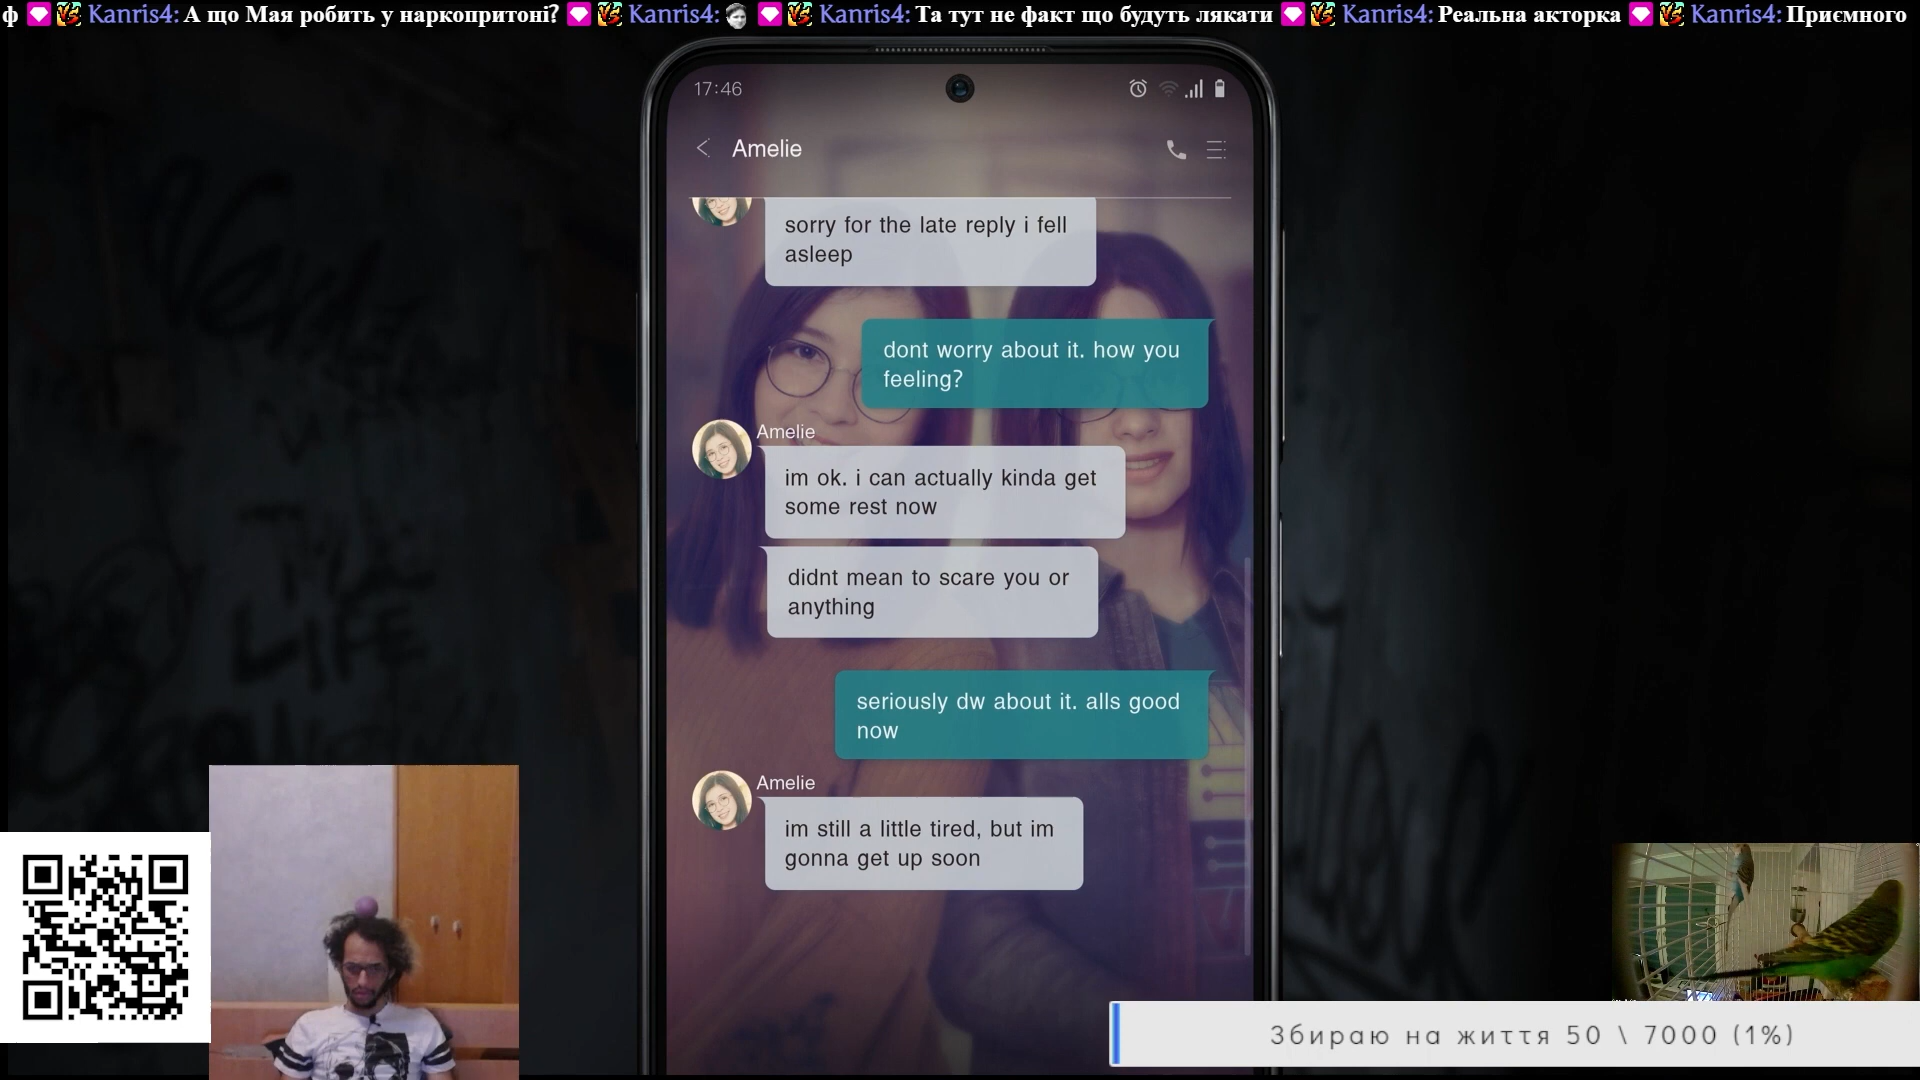 ф Kanris4: А що Мая робить у наркопритоні? Kanris4: Kanris4: Та тут не факт що будуть лякати Kanris4: Реальна акторка Kanris4: Приємного
17:46
Amelie
sorry for the late reply i fell
asleep
dont worry about it. how you
feeling?
Amelie
im ok. i can actually kinda get
some rest now
didnt mean to scare you or
anything
seriously dw about it. alls good
now
Amelie
im still a little tired, but im
gonna get up soon
Збираю на життя 50 \ 7000 (1%)